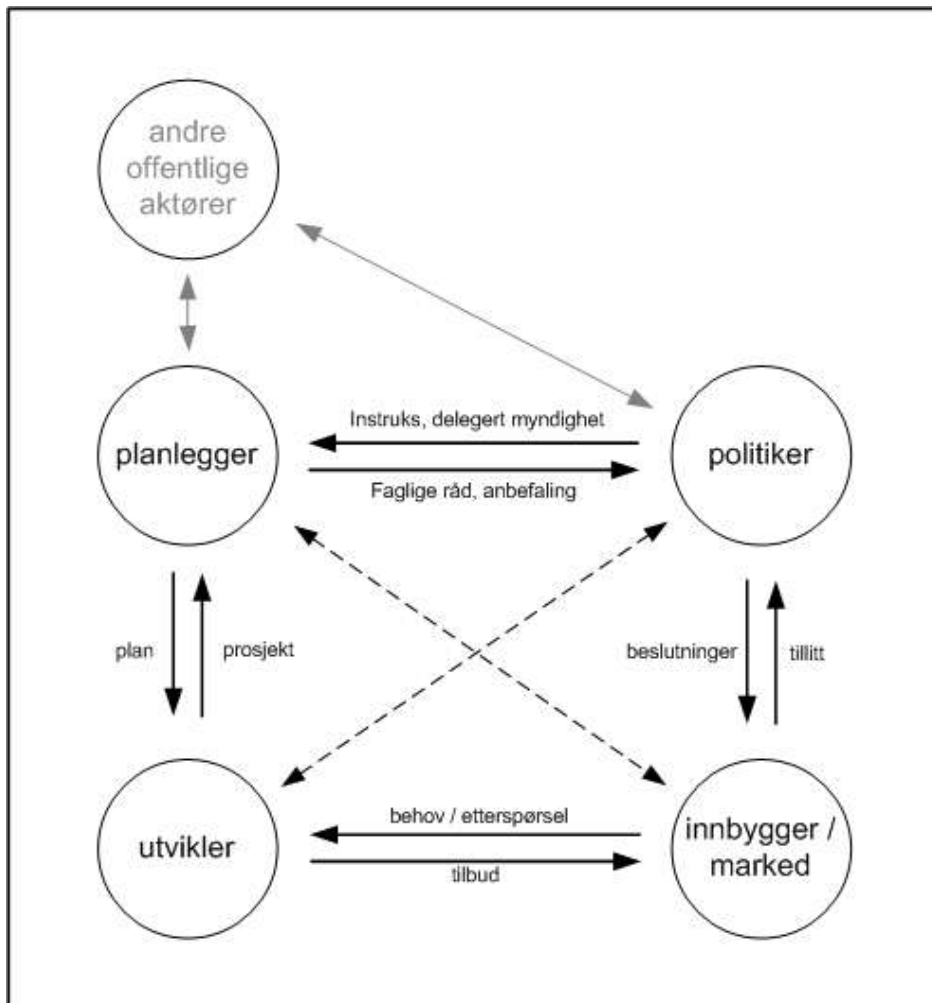 andre
offentlige
aktører
Instruks, delegert myndighet
planlegger
politiker
Faglige råd, anbefaling
plan
prosjekt
beslutninger
tillitt
behov / etterspørsel
utvikler
innbygger /
marked
tilbud